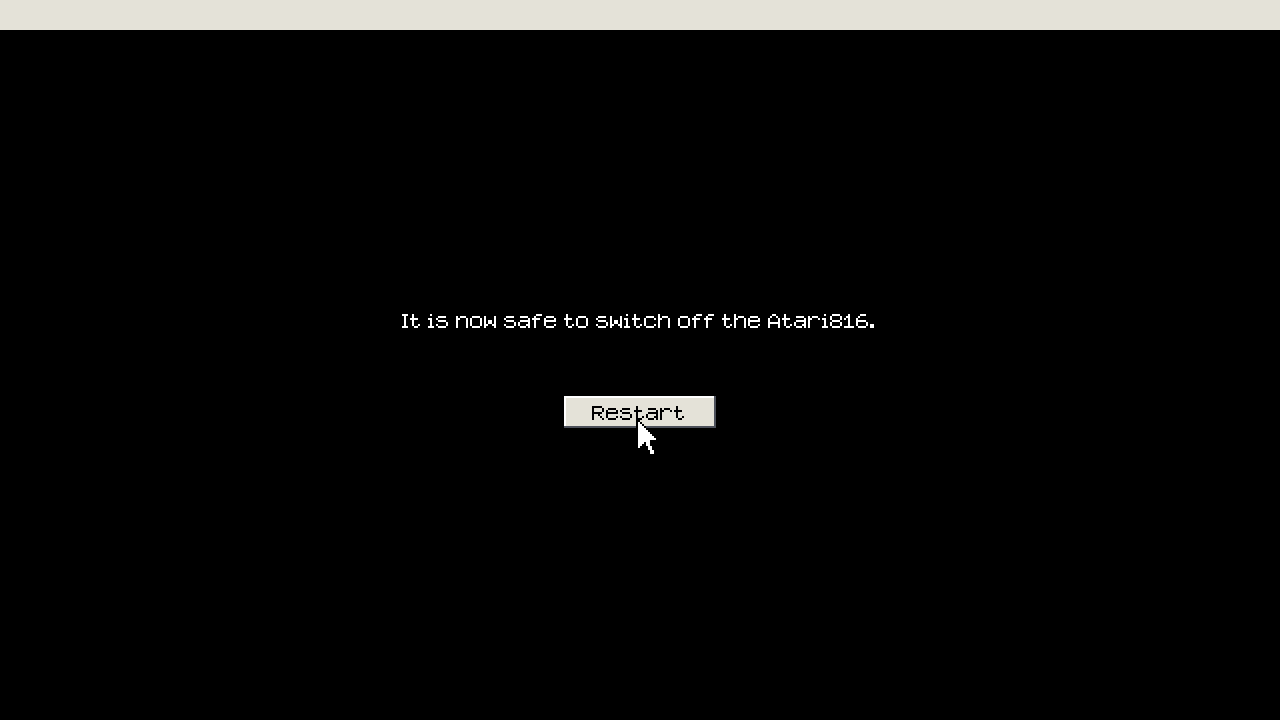 It is now safe to switch off the Atari816.
Restart